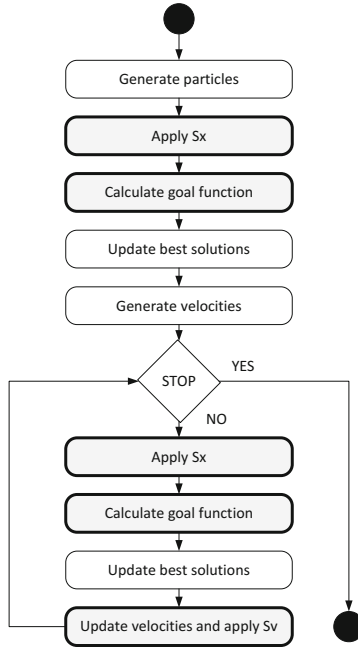 Generate particles
Apply Sx
Calculate goal function
Update best solutions
Generate velocities
STOP
YES
NO
Apply Sx
Calculate goal function
Update best solutions
Update velocities and apply Sv